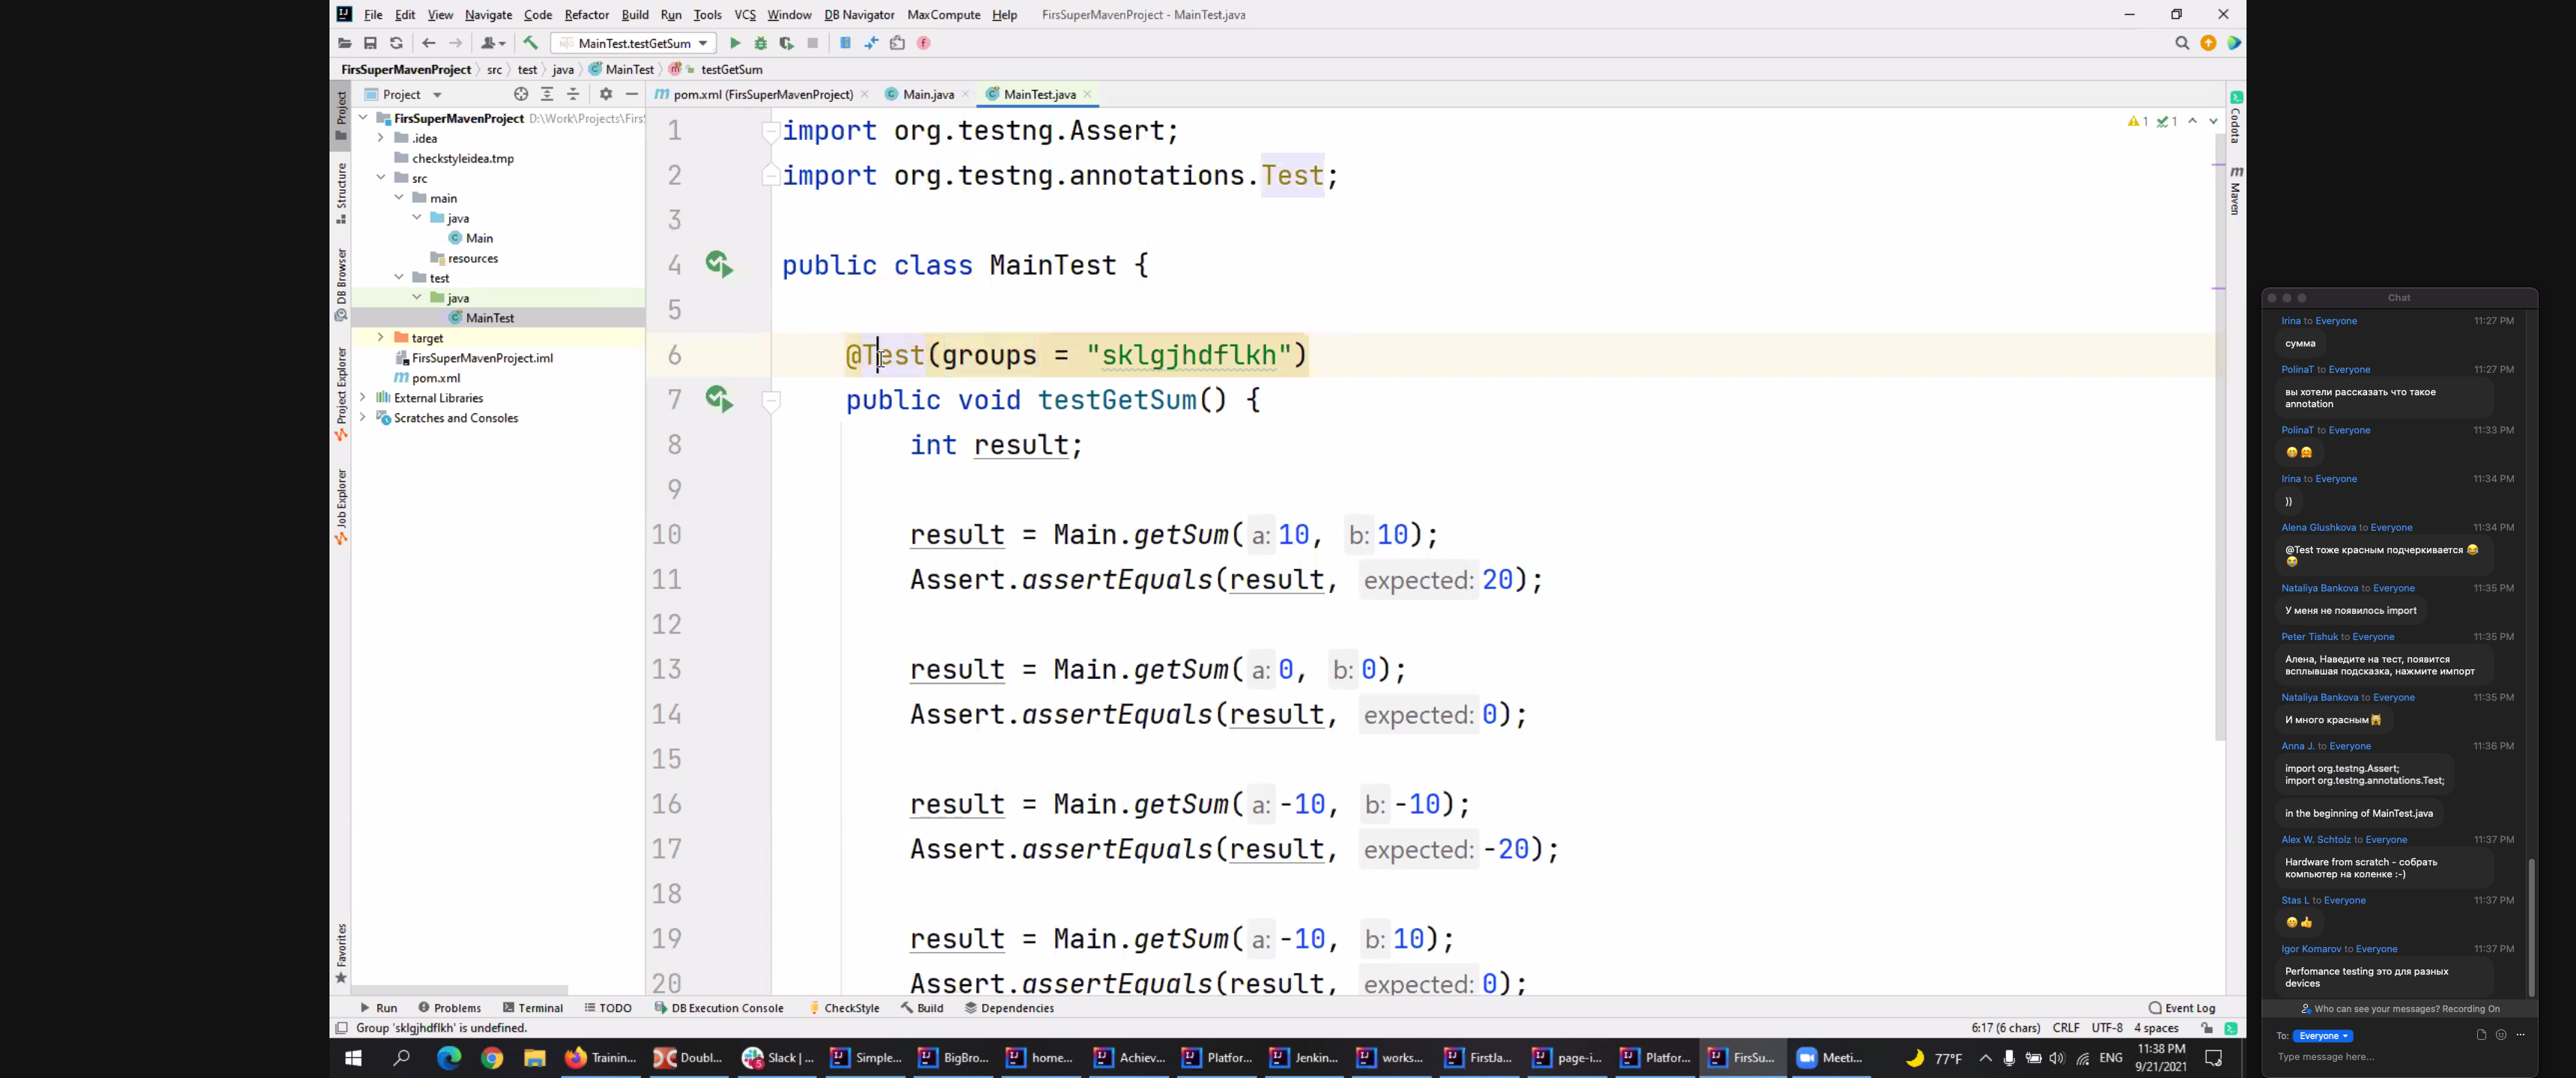 File Edit View Navigate Code Refactor Build Run Tools VCS Window DB Navigator MaxCompute Help FirsSuperMavenProject - MainTest.java
MainTest.testGetSum
FirsSuperMavenProject src test java MainTest testGetSum
Project
pom.xml (FirsSuperMavenProject) Main.java MainTest.java
FirsSuperMavenProject D:\Work\Projects\Firs
.idea
checkstyleidea.tmp
src
main
java
Main
resources
test
java
MainTest
target
FirsSuperMavenProject.iml
pom.xml
External Libraries
Scratches and Consoles
Project
Structure
DB Browser
Project Explorer
Job Explorer
Favorites
1 import org.testng.Assert;
2 import org.testng.annotations.Test;
3
4 public class MainTest {
5
6 @Test(groups = "sklgjhdflkh")
7 public void testGetSum() {
8 int result;
9
10 result = Main.getSum( a: 10, b: 10);
11 Assert.assertEquals(result, expected: 20);
12
13 result = Main.getSum( a: 0, b: 0);
14 Assert.assertEquals(result, expected: 0);
15
16 result = Main.getSum( a: -10, b: -10);
17 Assert.assertEquals(result, expected: -20);
18
19 result = Main.getSum( a: -10, b: 10);
20 Assert.assertEquals(result, expected: 0);
1 1
Codota
Maven
Run Problems Terminal TODO DB Execution Console CheckStyle Build Dependencies Event Log
Group 'sklgjhdflkh' is undefined. 6:17 (6 chars) CRLF UTF-8 4 spaces
Trainin... Doubl... Slack | ... Simple... BigBro... home... Achiev... Platfor... Jenkin... works... FirstJa... page-i... Platfor... FirsSu... Meeti... 77°F ENG 11:38 PM
9/21/2021
Chat
Irina to Everyone 11:27 PM
сумма
PolinaT to Everyone 11:27 PM
вы хотели рассказать что такое
annotation
PolinaT to Everyone 11:33 PM
Irina to Everyone 11:34 PM
))
Alena Glushkova to Everyone 11:34 PM
@Test тоже красным подчеркивается
Nataliya Bankova to Everyone 11:35 PM
У меня не появилось import
Peter Tishuk to Everyone 11:35 PM
Алена, Наведите на тест, появится
всплывшая подсказка, нажмите импорт
Nataliya Bankova to Everyone 11:35 PM
И много красным
Anna J. to Everyone 11:36 PM
import org.testng.Assert;
import org.testng.annotations.Test;
in the beginning of MainTest.java
Alex W. Schtolz to Everyone 11:37 PM
Hardware from scratch - собрать
компьютер на коленке :-)
Stas L to Everyone 11:37 PM
Igor Komarov to Everyone 11:37 PM
Perfomance testing это для разных
devices
Who can see your messages? Recording On
To: Everyone
Type message here...